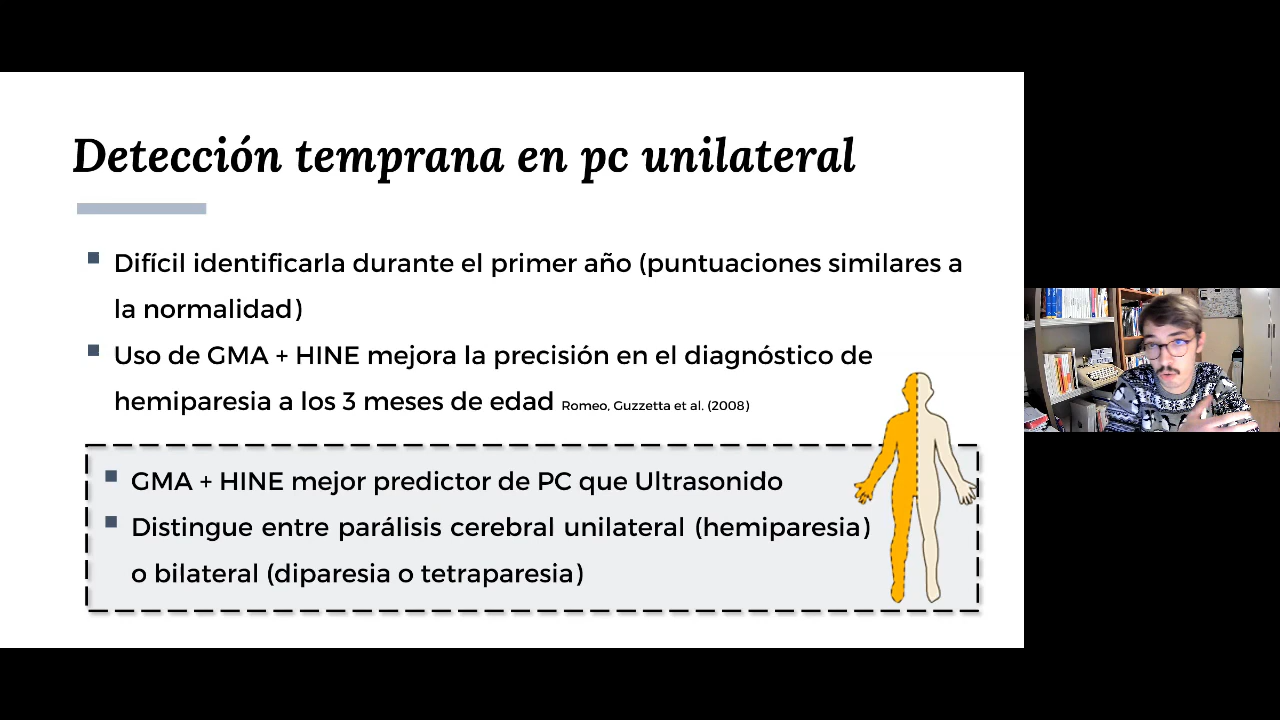 Detección temprana en pc unilateral
Difícil identificarla durante el primer año (puntuaciones similares a
la normalidad)
Uso de GMA + HINE mejora la precisión en el diagnóstico de
hemiparesia a los 3 meses de edad Romeo, Guzzetta et al. (2008)
GMA + HINE mejor predictor de PC que Ultrasonido
Distingue entre parálisis cerebral unilateral (hemiparesia)
o bilateral (diparesia o tetraparesia)